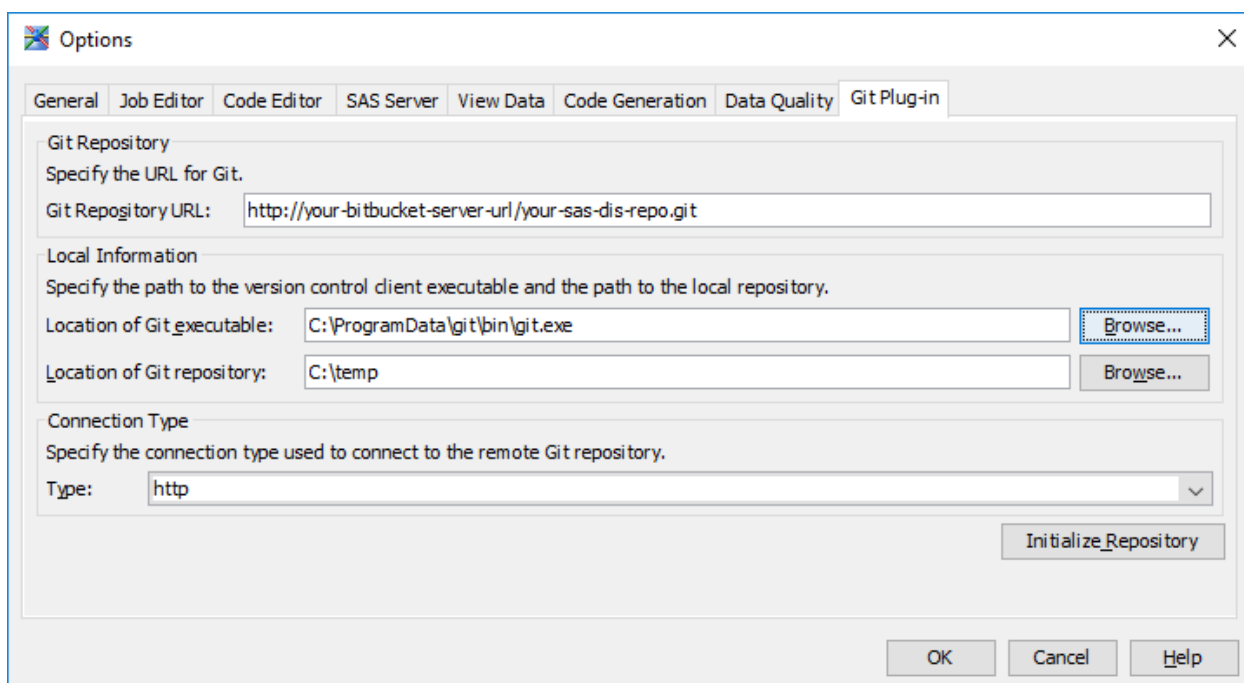 Options
General Job Editor Code Editor SAS Server View Data Code Generation Data Quality Git Plug-in
Git Repository
Specify the URL for Git.
Git Repository URL: http://your-bitbucket-server-url/your-sas-dis-repo.git
Local Information
Specify the path to the version control client executable and the path to the local repository.
Location of Git executable: C:\ProgramData\git\bin\git.exe Browse...
Location of Git repository: C:\temp Browse...
Connection Type
Specify the connection type used to connect to the remote Git repository.
Type: http
Initialize Repository
OK Cancel Help